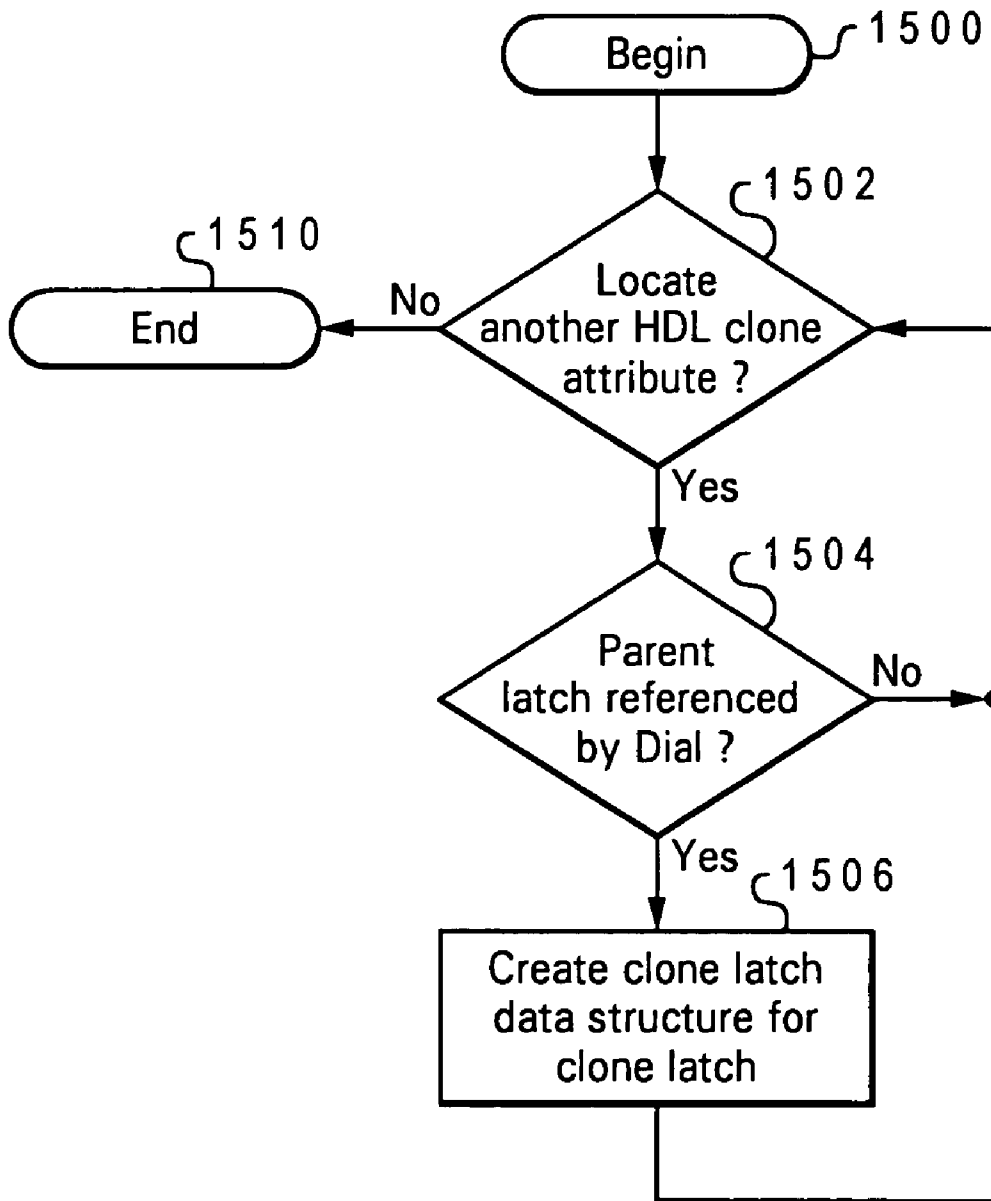 Begin
1500
1502
1510
No
End
Locate
another HDL clone
attribute ?
Yes
1504
Parent
latch referenced
by Dial ?
No
Yes
1506
Create clone latch
data structure for
clone latch